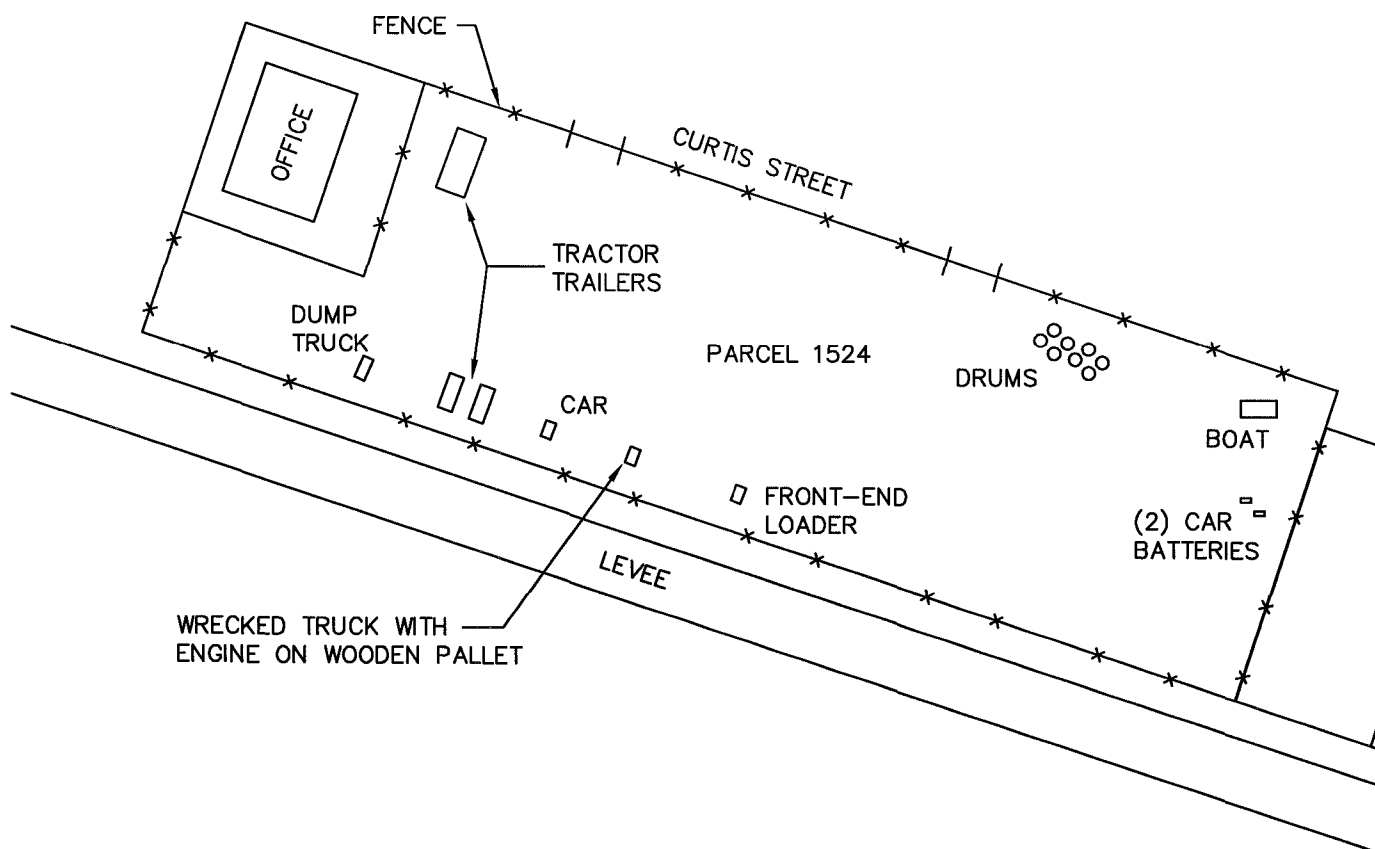 FENCE
OFFICE
CURTIS STREET
TRACTOR
TRAILERS
DUMP
TRUCK
PARCEL 1524
DRUMS
CAR
BOAT
FRONT-END
LOADER
(2) CAR
BATTERIES
LEVEE
WRECKED TRUCK WITH
ENGINE ON WOODEN PALLET